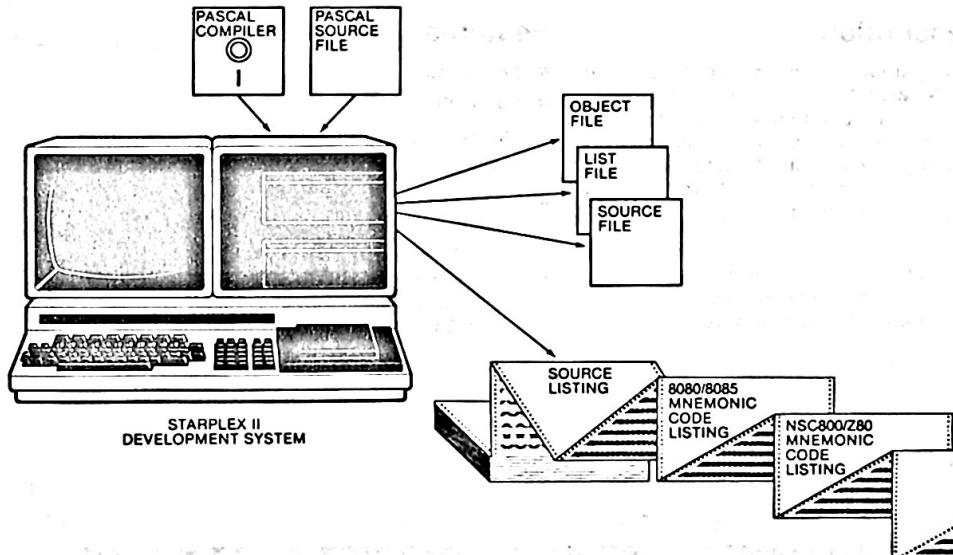 PASCAL
COMPILER
PASCAL
SOURCE
FILE
OBJECT
FILE
LIST
FILE
SOURCE
FILE
STARPLEX II
DEVELOPMENT SYSTEM
SOURCE
LISTING
8080/8085
MNEMONIC
CODE
LISTING
NSC800/Z80
MNEMONIC
CODE
LISTING